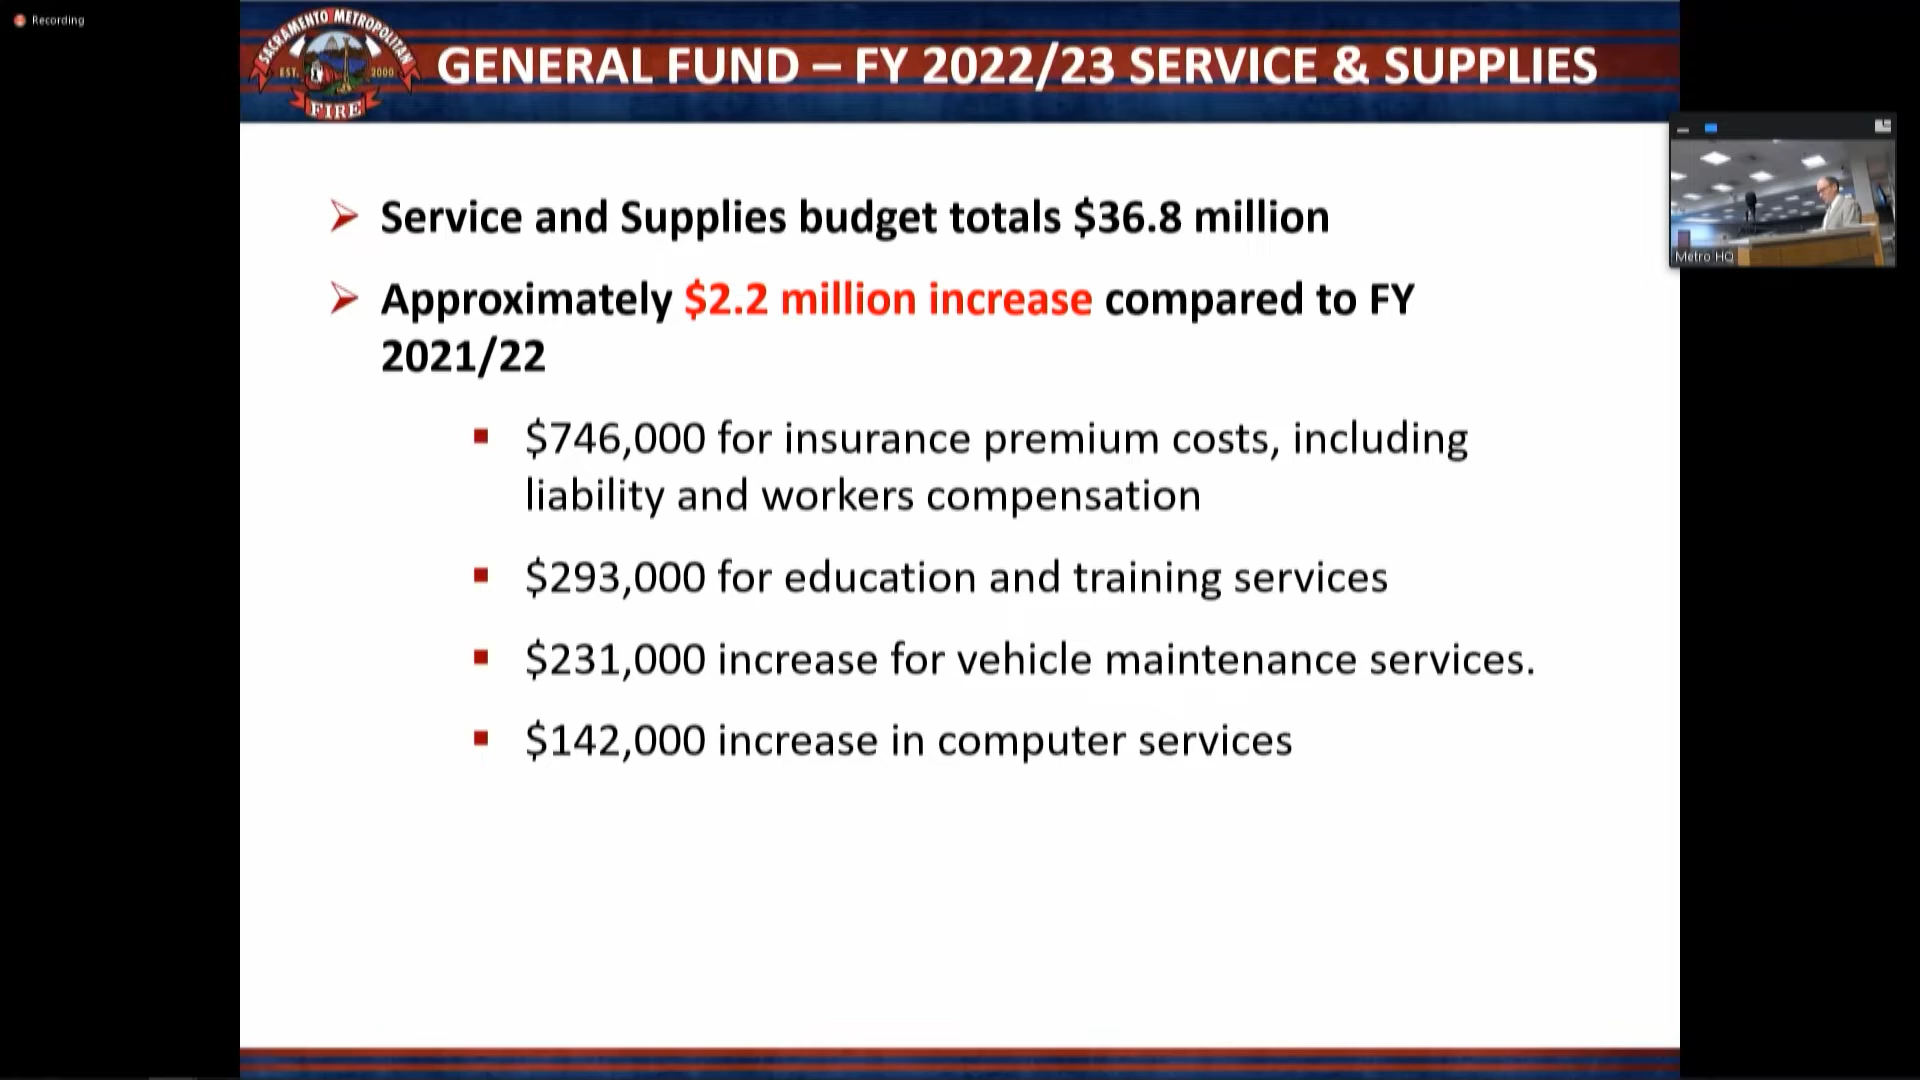 Recording
SACRAMENTO METROPOLITAN
EST. 2000
FIRE
GENERAL FUND – FY 2022/23 SERVICE & SUPPLIES
Service and Supplies budget totals $36.8 million
Approximately $2.2 million increase compared to FY
2021/22
$746,000 for insurance premium costs, including
liability and workers compensation
$293,000 for education and training services
$231,000 increase for vehicle maintenance services.
$142,000 increase in computer services
Metro HQ